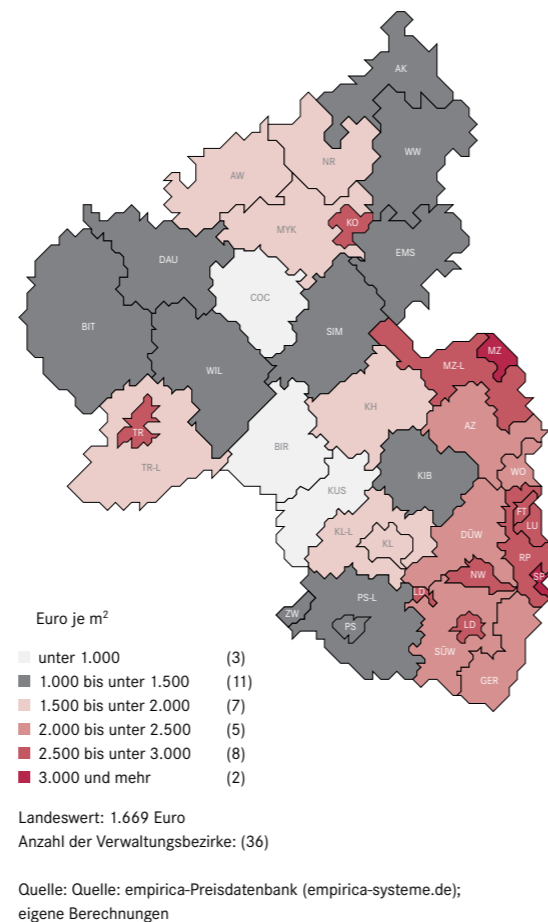 AK
NR
WW
AW
KO
MYK
EMS
DAU
COC
BIT
SIM
WIL
MZ
MZ-L
KH
AZ
TR
BIR
WO
TR-L
KUS
KIB
FT
LU
KL-L
KL
DÜW
RP
NW
SP
LD
PS-L
ZW
PS
LD
SÜW
GER
Euro je m²
unter 1.000 (3)
1.000 bis unter 1.500 (11)
1.500 bis unter 2.000 (7)
2.000 bis unter 2.500 (5)
2.500 bis unter 3.000 (8)
3.000 und mehr (2)
Landeswert: 1.669 Euro
Anzahl der Verwaltungsbezirke: (36)
Quelle: Quelle: empirica-Preisdatenbank (empirica-systeme.de);
eigene Berechnungen